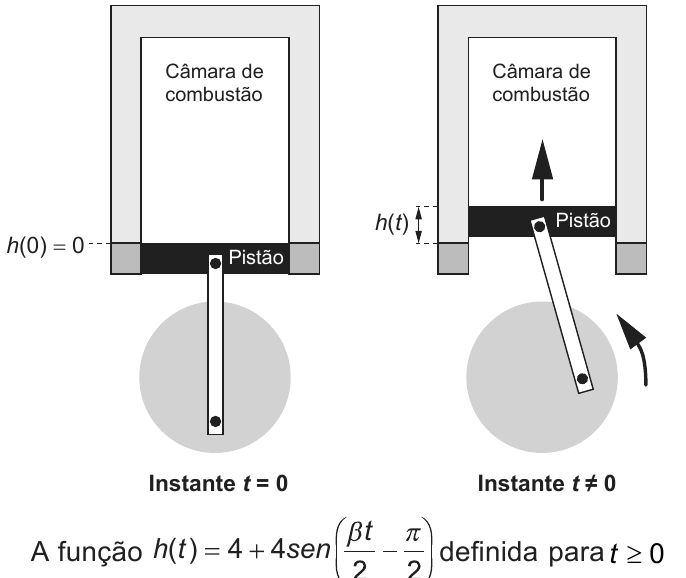 Câmara de
combustão
h(0) = 0
Pistão
Instante t = 0
Câmara de
combustão
h(t)
Pistão
Instante t ≠ 0
A função h(t) = 4 + 4sen(βt/2 − π/2) definida para t ≥ 0